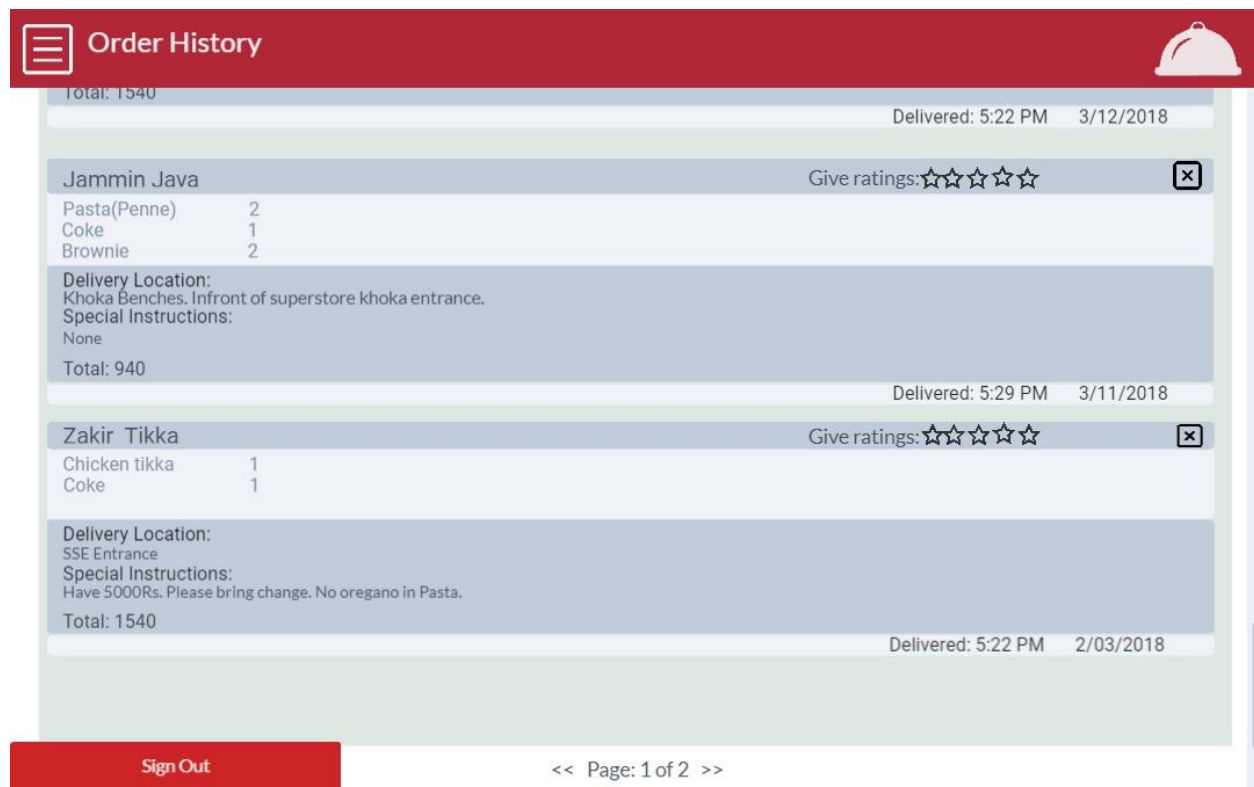 Order History
Total: 1540
Delivered: 5:22 PM 3/12/2018
Jammin Java Give ratings:
Pasta(Penne) 2
Coke 1
Brownie 2
Delivery Location:
Khoka Benches. Infront of superstore khoka entrance.
Special Instructions:
None
Total: 940
Delivered: 5:29 PM 3/11/2018
Zakir Tikka Give ratings:
Chicken tikka 1
Coke 1
Delivery Location:
SSE Entrance
Special Instructions:
Have 5000Rs. Please bring change. No oregano in Pasta.
Total: 1540
Delivered: 5:22 PM 2/03/2018
Sign Out << Page: 1 of 2 >>